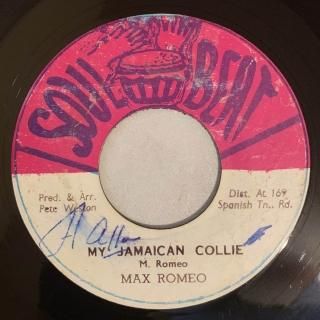 SOUL BEAT
Prod. & Arr.
Pete Weston
Dist. At 169
Spanish Tn., Rd.
MY JAMAICAN COLLIE
M. Romeo
MAX ROMEO